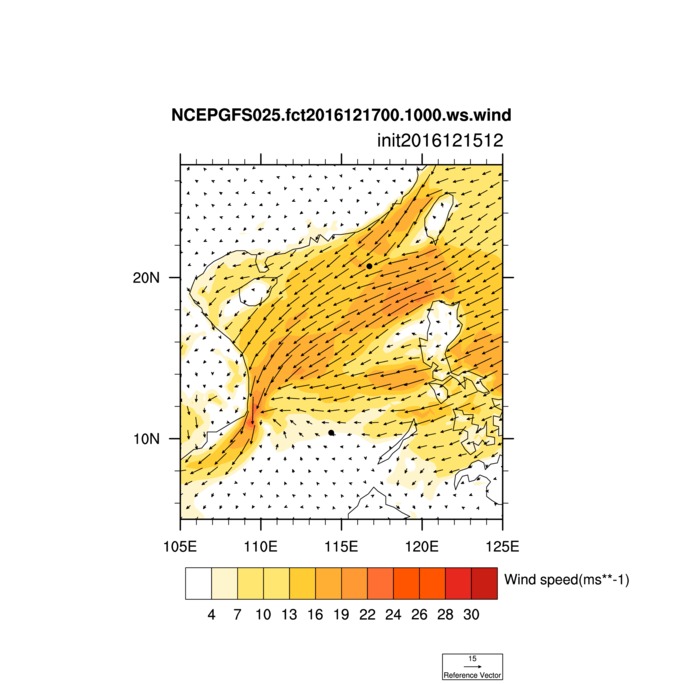 NCEPGFS025.fct2016121700.1000.ws.wind
init2016121512
20N
10N
105E 110E 115E 120E 125E
Wind speed(ms**-1)
4 7 10 13 16 19 22 24 26 28 30
15
Reference Vector